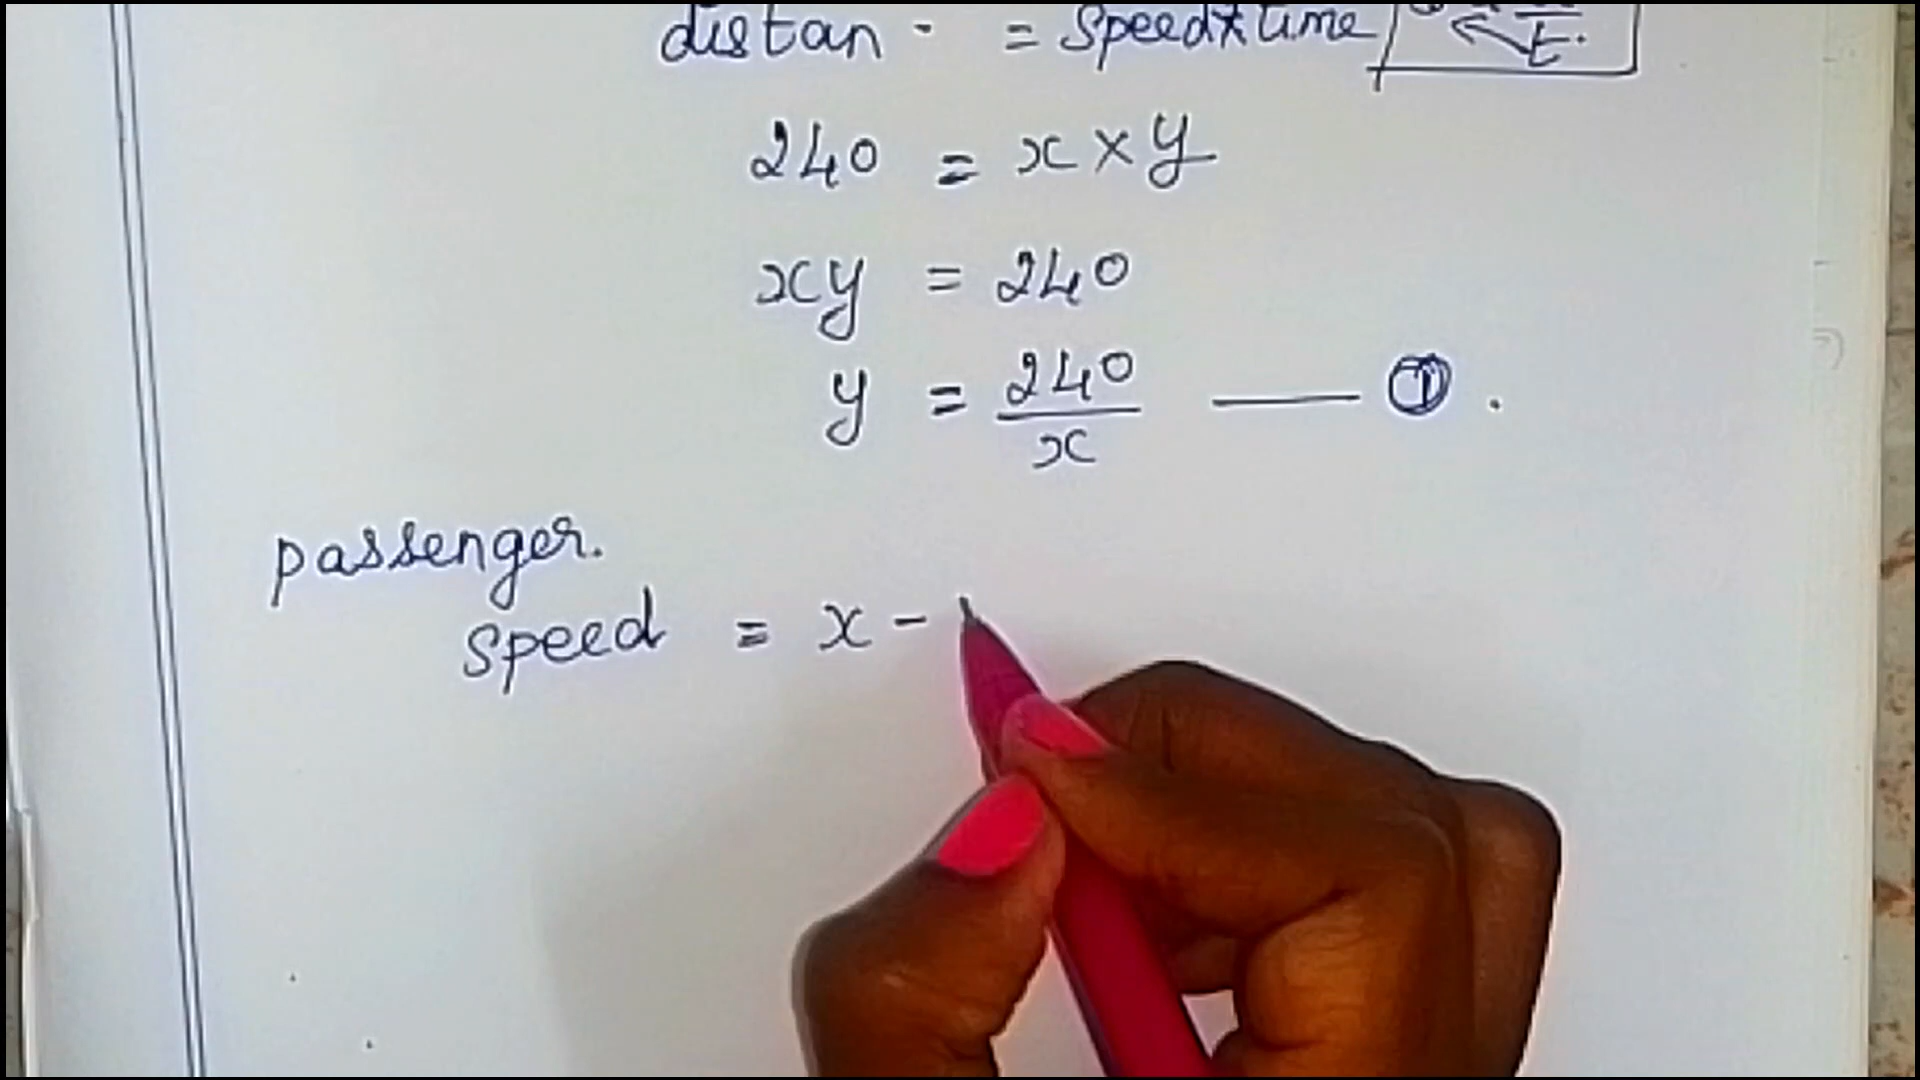 distan = Speed × time
t.
240 = x × y
xy = 240
y = 240/x —— ①.
passenger.
speed = x -